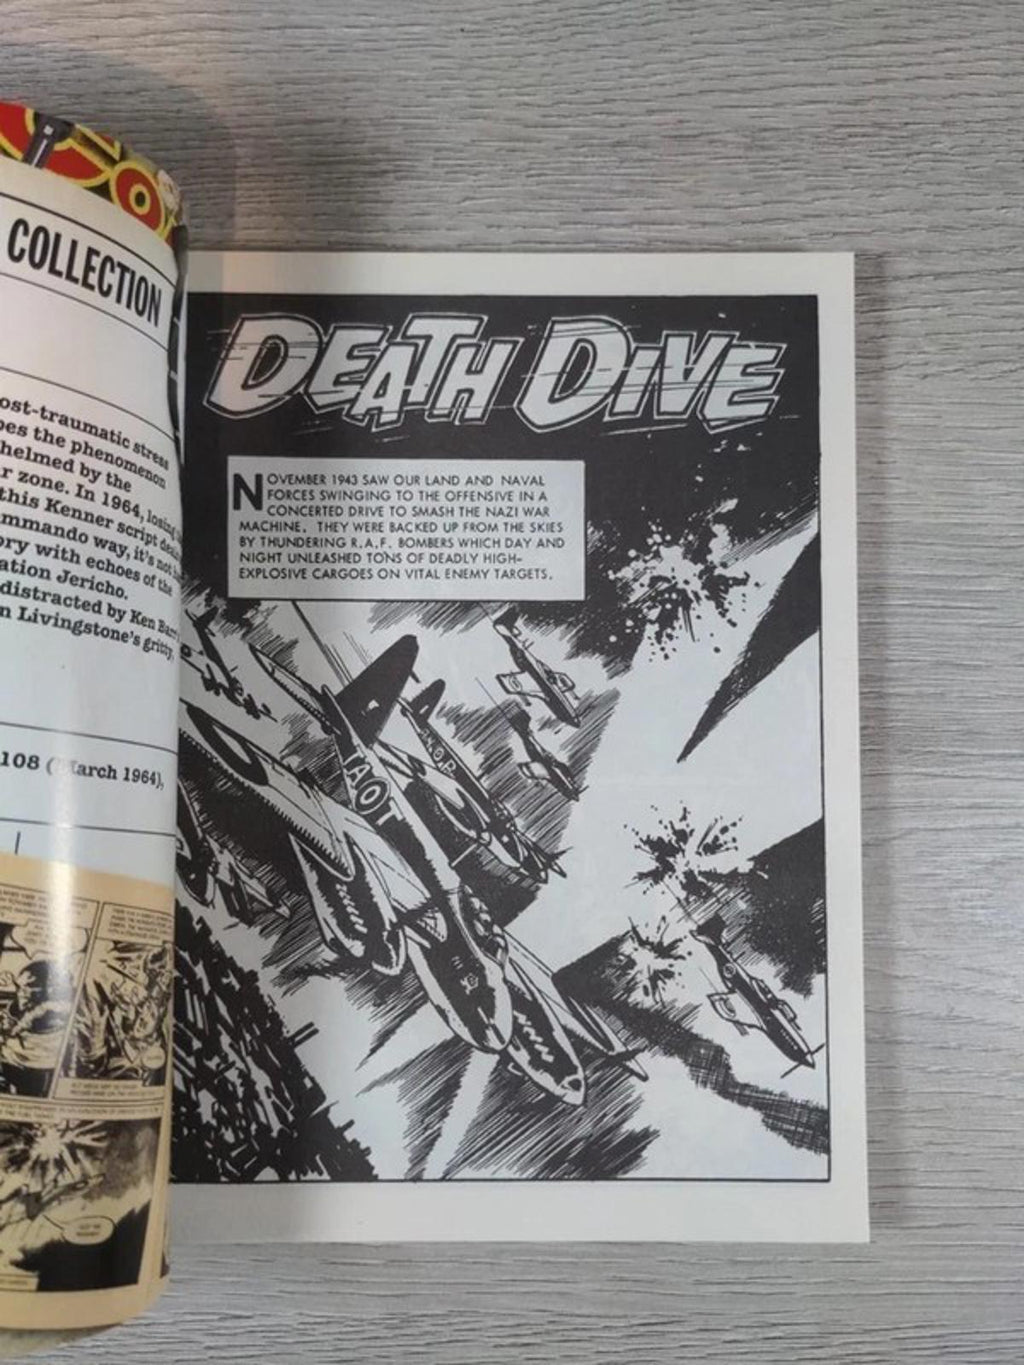 COLLECTION
ost-traumatic stress
bes the phenomenon
helmed by the
r zone. In 1964, losing
this Kenner script
mmando way, it's not
ory with echoes of the
ation Jericho.
distracted by Ken
n Livingstone's gritty,
108 (March 1964),
DEATH DIVE
NOVEMBER 1943 SAW OUR LAND AND NAVAL
FORCES SWINGING TO THE OFFENSIVE IN A
CONCERTED DRIVE TO SMASH THE NAZI WAR
MACHINE. THEY WERE BACKED UP FROM THE SKIES
BY THUNDERING R.A.F. BOMBERS WHICH DAY AND
NIGHT UNLEASHED TONS OF DEADLY HIGH-
EXPLOSIVE CARGOES ON VITAL ENEMY TARGETS.
AOT